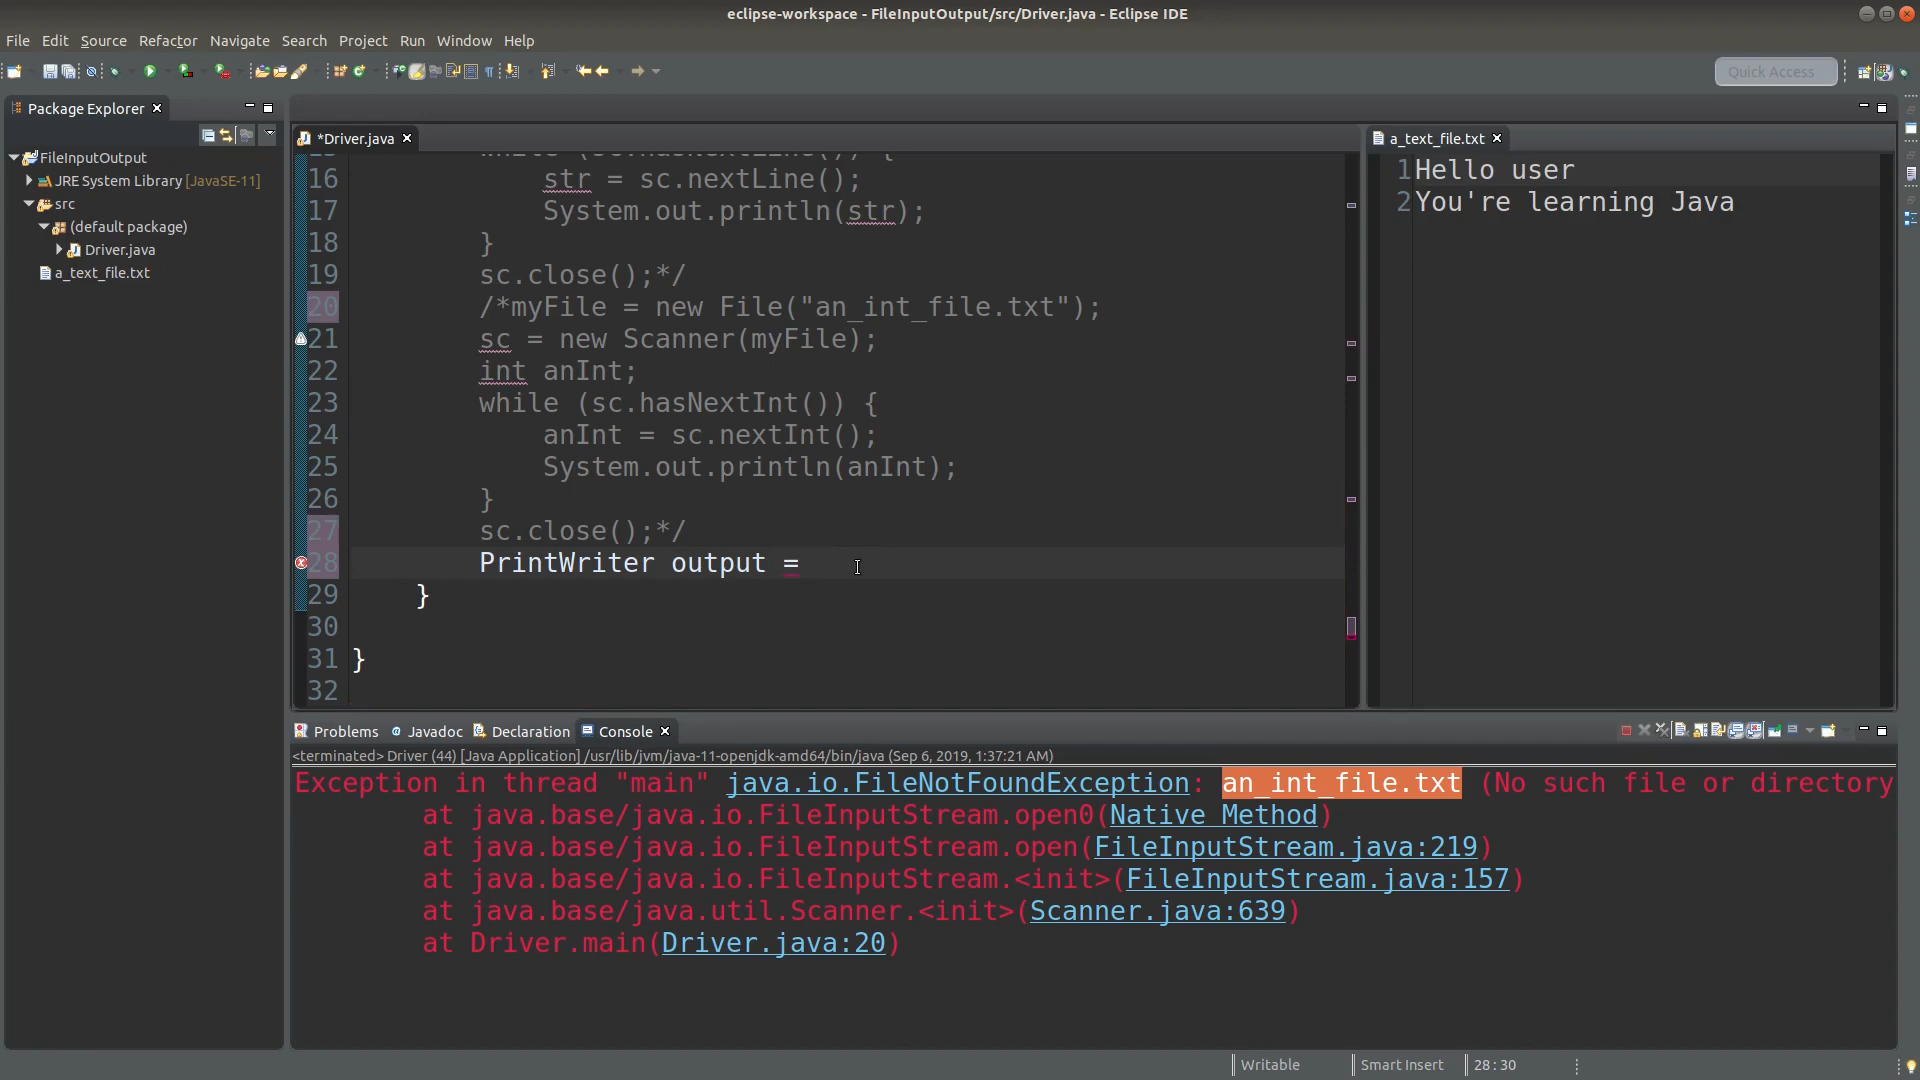 eclipse-workspace - FileInputOutput/src/Driver.java - Eclipse IDE
File Edit Source Refactor Navigate Search Project Run Window Help
Quick Access
Package Explorer
FileInputOutput
JRE System Library [JavaSE-11]
src
(default package)
Driver.java
a_text_file.txt
*Driver.java
16 str = sc.nextLine();
17 System.out.println(str);
18 }
19 sc.close();*/
20 /*myFile = new File("an_int_file.txt");
21 sc = new Scanner(myFile);
22 int anInt;
23 while (sc.hasNextInt()) {
24 anInt = sc.nextInt();
25 System.out.println(anInt);
26 }
27 sc.close();*/
28 PrintWriter output =
29 }
30
31 }
32
a_text_file.txt
1 Hello user
2 You're learning Java
Problems Javadoc Declaration Console
<terminated> Driver (44) [Java Application] /usr/lib/jvm/java-11-openjdk-amd64/bin/java (Sep 6, 2019, 1:37:21 AM)
Exception in thread "main" java.io.FileNotFoundException: an_int_file.txt (No such file or directory
at java.base/java.io.FileInputStream.open0(Native Method)
at java.base/java.io.FileInputStream.open(FileInputStream.java:219)
at java.base/java.io.FileInputStream.<init>(FileInputStream.java:157)
at java.base/java.util.Scanner.<init>(Scanner.java:639)
at Driver.main(Driver.java:20)
Writable Smart Insert 28:30